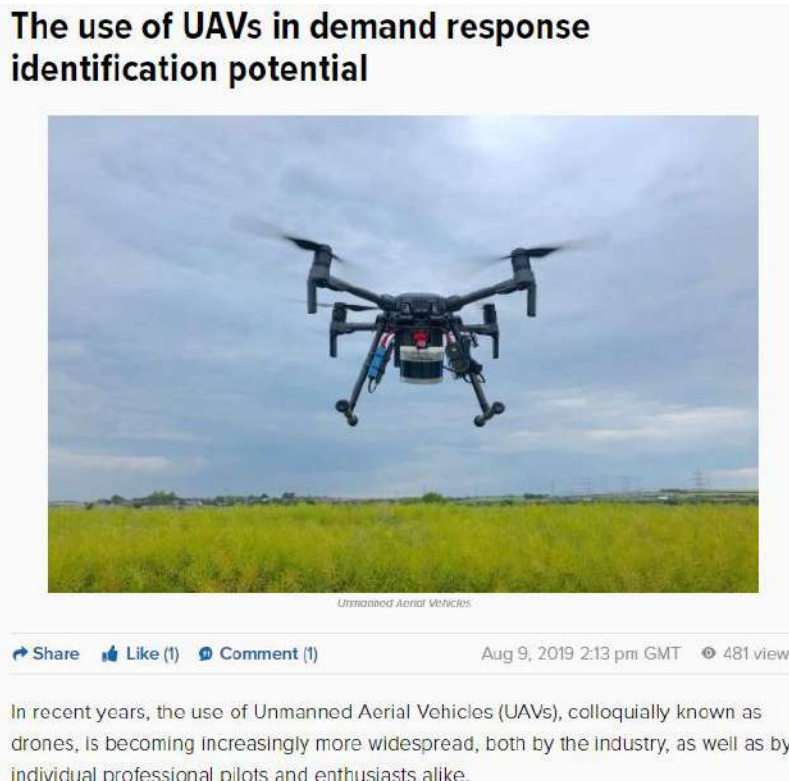 The use of UAVs in demand response
identification potential
Unmanned Aerial Vehicles
Share Like (1) Comment (1) Aug 9, 2019 2:13 pm GMT 481 view
In recent years, the use of Unmanned Aerial Vehicles (UAVs), colloquially known as
drones, is becoming increasingly more widespread, both by the industry, as well as by
individual professional pilots and enthusiasts alike.